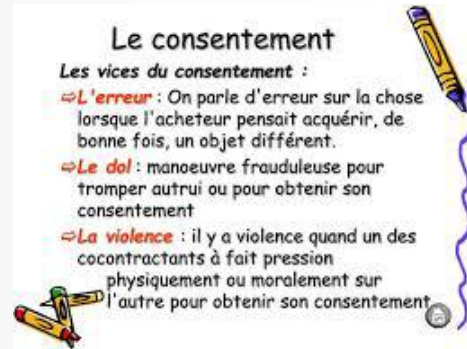 Le consentement
Les vices du consentement :
⇨L'erreur : On parle d'erreur sur la chose
lorsque l'acheteur pensait acquérir, de
bonne fois, un objet différent.
⇨Le dol : manoeuvre frauduleuse pour
tromper autrui ou pour obtenir son
consentement
⇨La violence : il y a violence quant un des
cocontractants à fait pression
physiquement ou moralement sur
l'autre pour obtenir son consentement